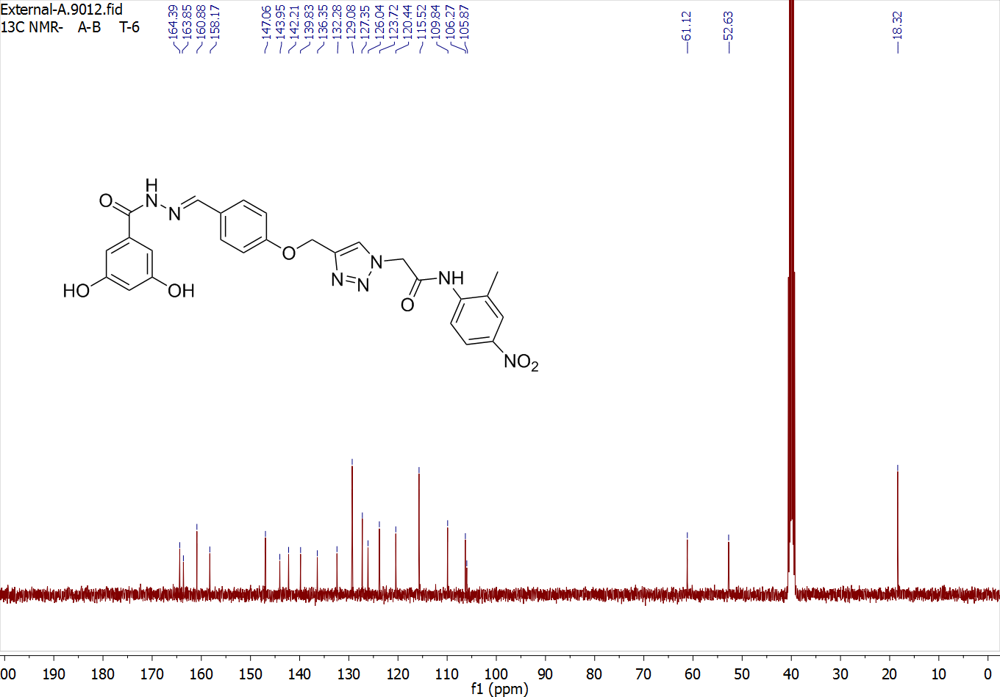 External-A.9012.fid
13C NMR- A-B T-6
164.39
163.85
160.88
158.17
147.06
143.95
142.21
139.83
136.35
132.28
129.08
127.35
126.04
123.72
120.44
115.52
109.84
106.27
105.87
61.12
52.63
18.32
H
O
N
N
O
N
N
N
NH
O
HO
OH
NO2
00 190 180 170 160 150 140 130 120 110 100 90 80 70 60 50 40 30 20 10 0
f1 (ppm)